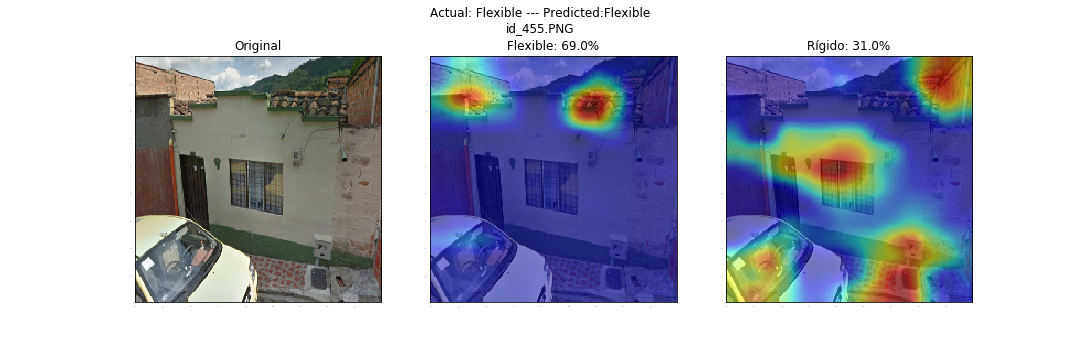 Actual: Flexible --- Predicted:Flexible
id_455.PNG
Original
Flexible: 69.0%
Rígido: 31.0%